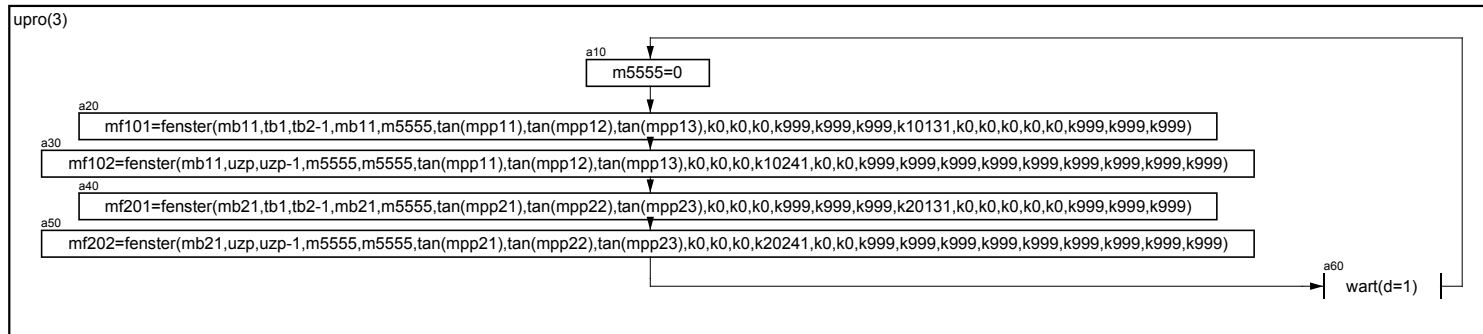 upro(3)
a10
m5555=0
a20
mf101=fenster(mb11,tb1,tb2-1,mb11,m5555,tan(mpp11),tan(mpp12),tan(mpp13),k0,k0,k0,k999,k999,k999,k10131,k0,k0,k0,k0,k0,k999,k999,k999)
a30
mf102=fenster(mb11,uzp,uzp-1,m5555,m5555,tan(mpp11),tan(mpp12),tan(mpp13),k0,k0,k0,k10241,k0,k0,k999,k999,k999,k999,k999,k999,k999,k999,k999)
a40
mf201=fenster(mb21,tb1,tb2-1,mb21,m5555,tan(mpp21),tan(mpp22),tan(mpp23),k0,k0,k0,k999,k999,k999,k20131,k0,k0,k0,k0,k0,k999,k999,k999)
a50
mf202=fenster(mb21,uzp,uzp-1,m5555,m5555,tan(mpp21),tan(mpp22),tan(mpp23),k0,k0,k0,k20241,k0,k0,k999,k999,k999,k999,k999,k999,k999,k999,k999)
a60
wart(d=1)